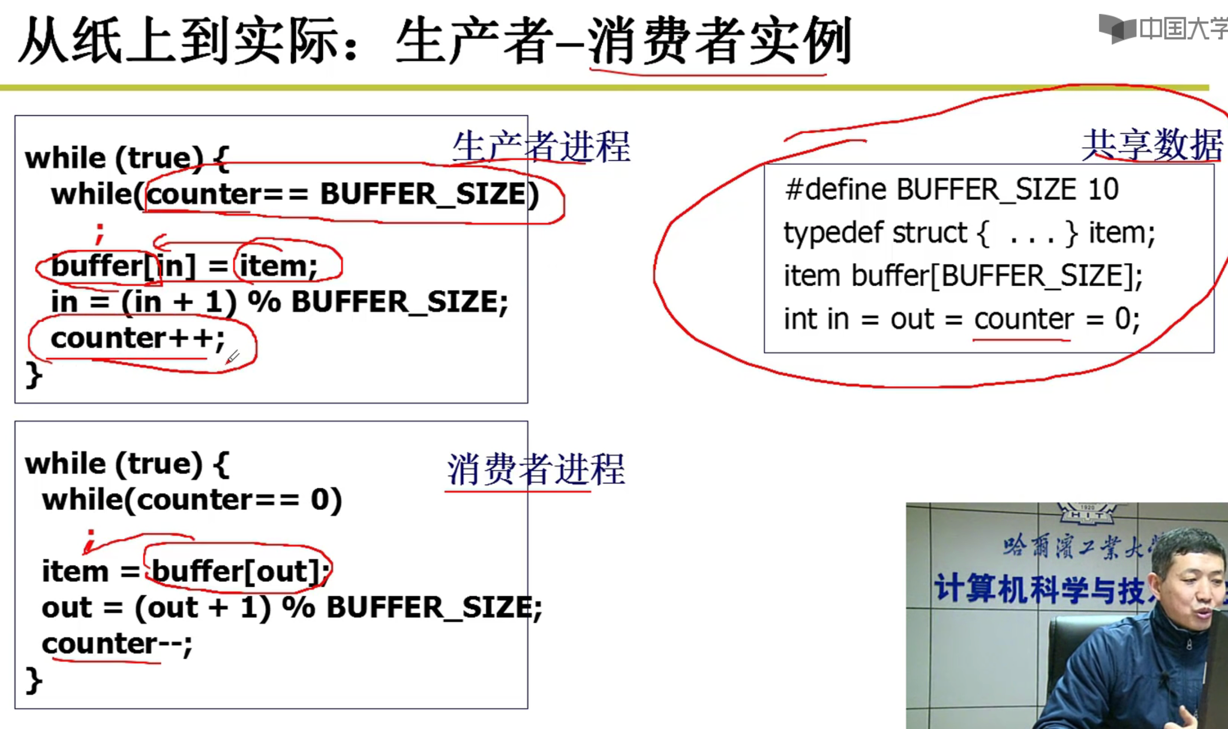 从纸上到实际：生产者–消费者实例
中国大学
生产者进程
while (true) {
while(counter== BUFFER_SIZE)
;
buffer[in] = item;
in = (in + 1) % BUFFER_SIZE;
counter++;
}
共享数据
#define BUFFER_SIZE 10
typedef struct { ... } item;
item buffer[BUFFER_SIZE];
int in = out = counter = 0;
消费者进程
while (true) {
while(counter== 0)
;
item = buffer[out];
out = (out + 1) % BUFFER_SIZE;
counter--;
}
1920
HIT
哈爾濱工業大
计算机科学与技